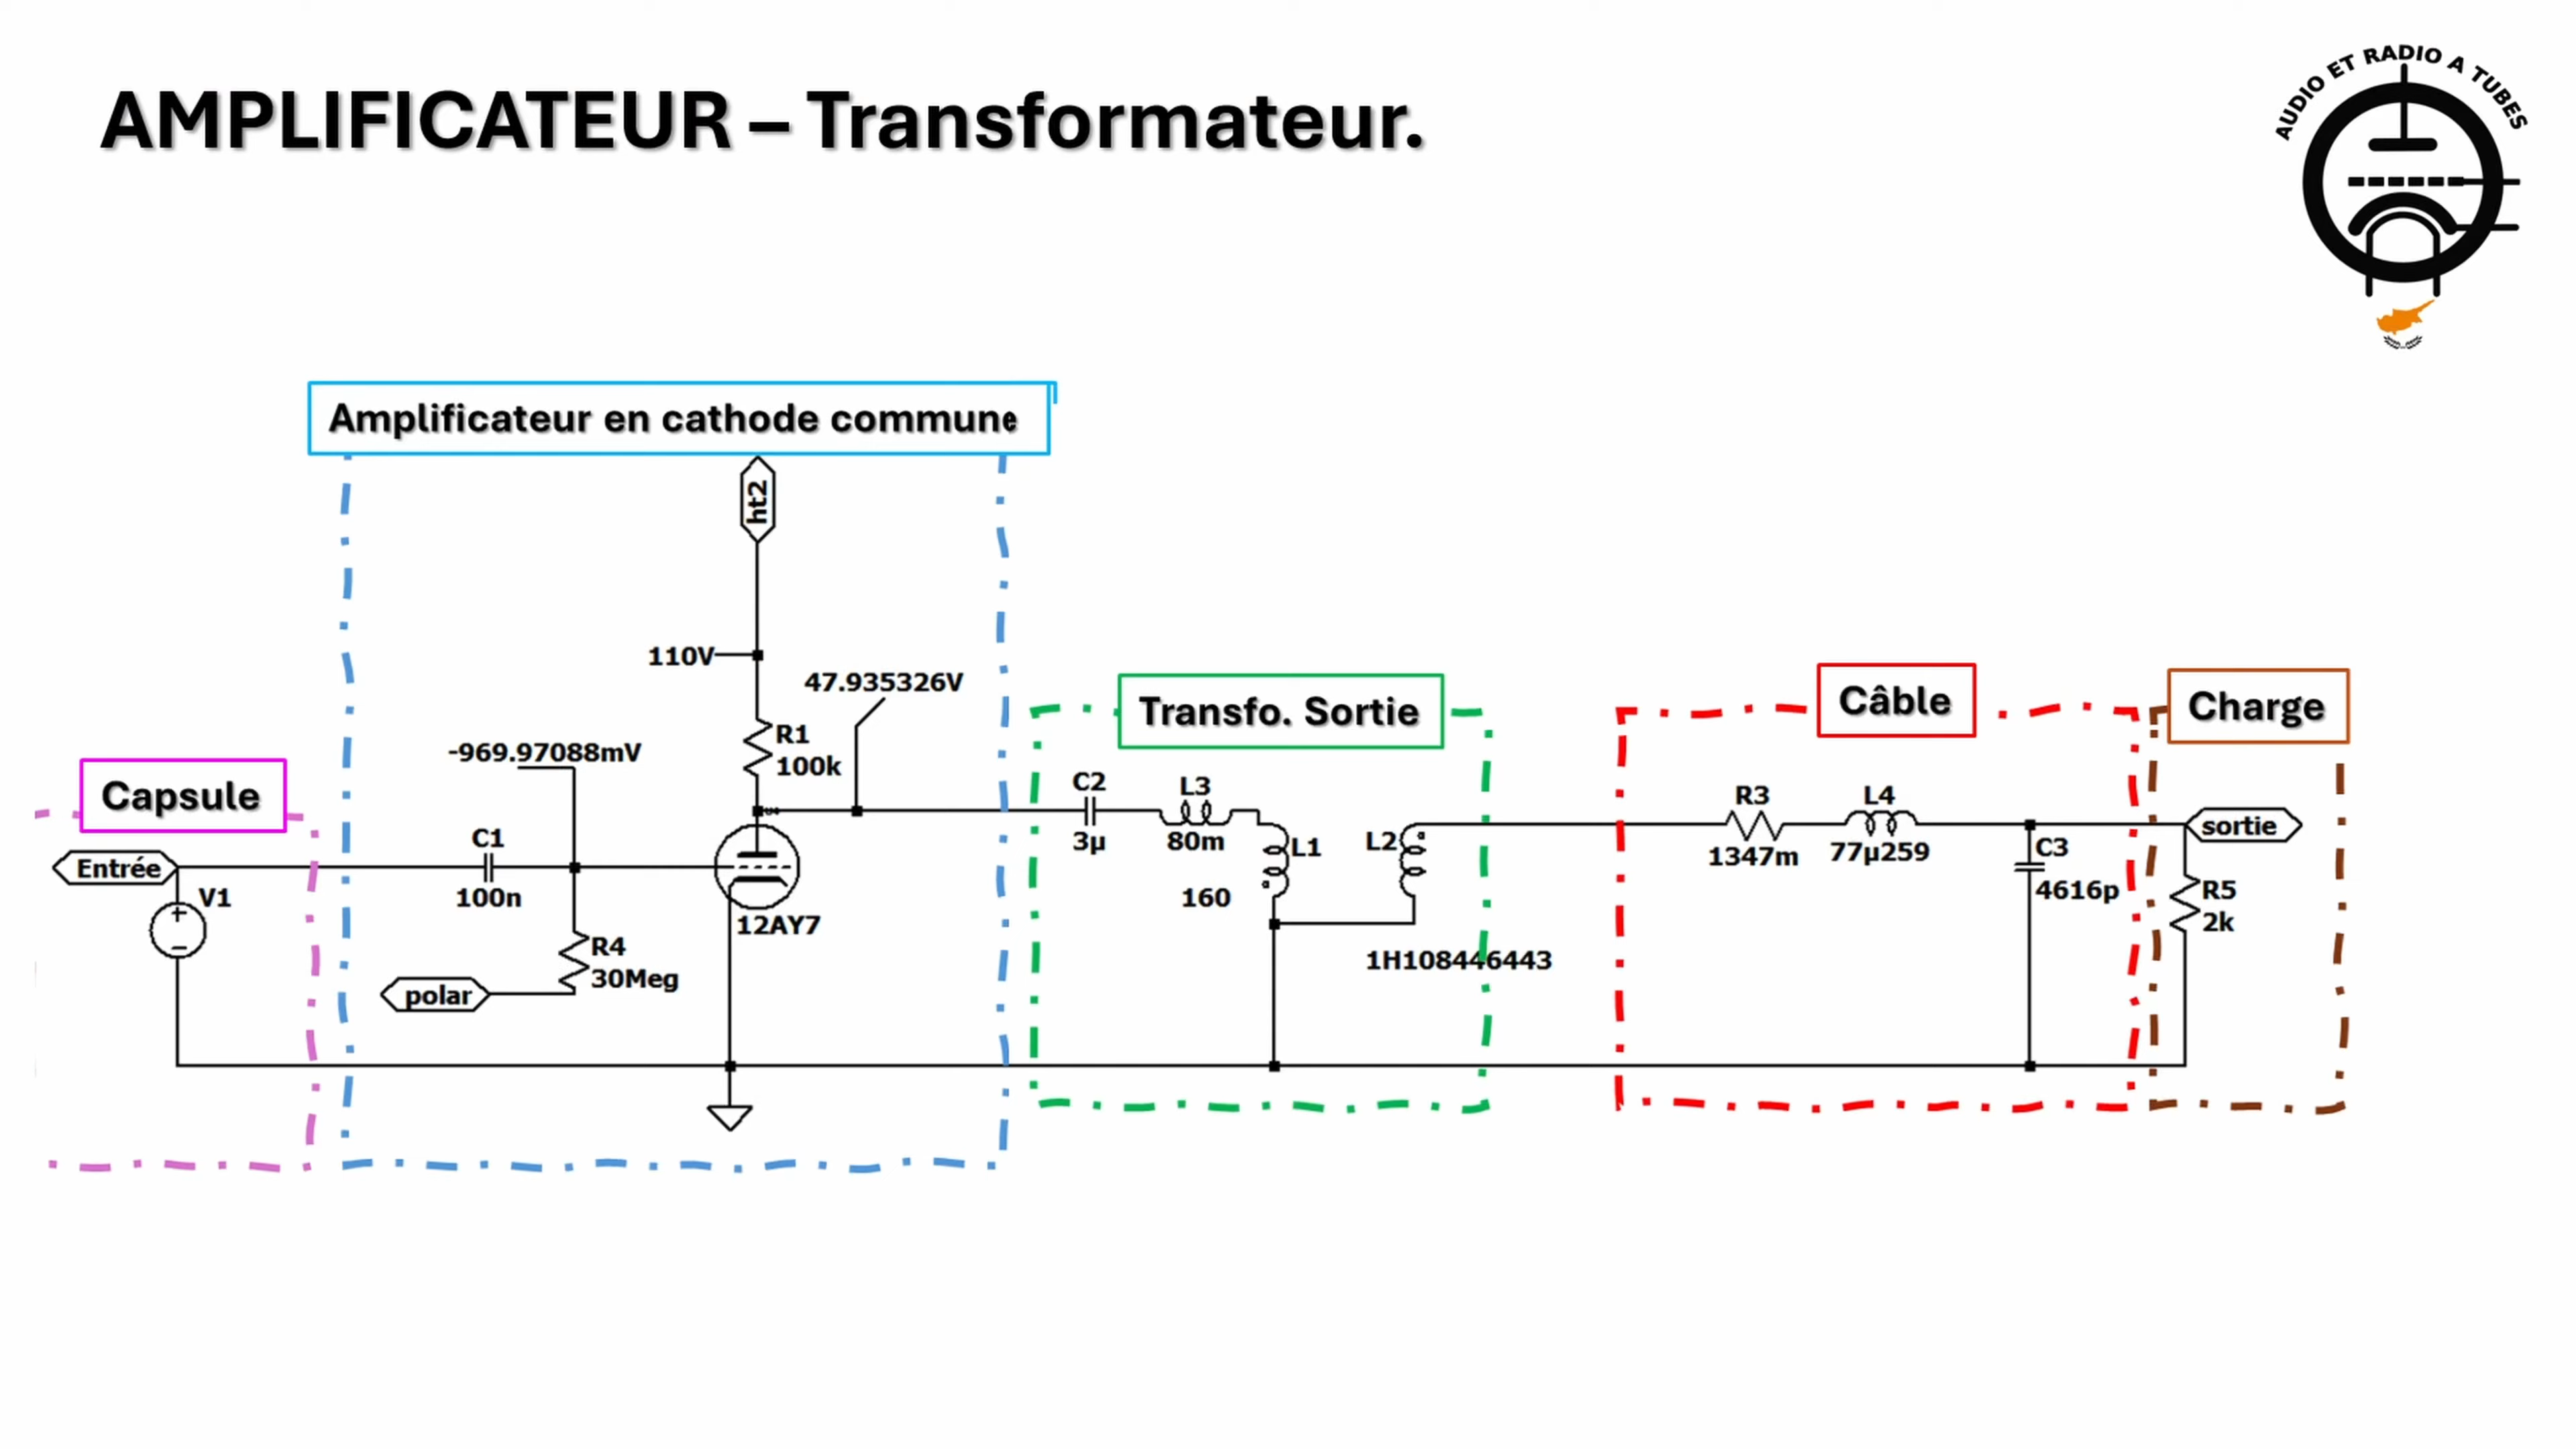 AUDIO ET RADIO A TUBES
AMPLIFICATEUR – Transformateur.
Amplificateur en cathode commune
ht2
110V
47.935326V
R1
100k
-969.97088mV
Capsule
Entrée
V1
C1
100n
12AY7
R4
30Meg
polar
Transfo. Sortie
C2
3µ
L3
80m
L1
160
L2
1H108446443
Câble
R3
1347m
L4
77µ259
C3
4616p
Charge
sortie
R5
2k